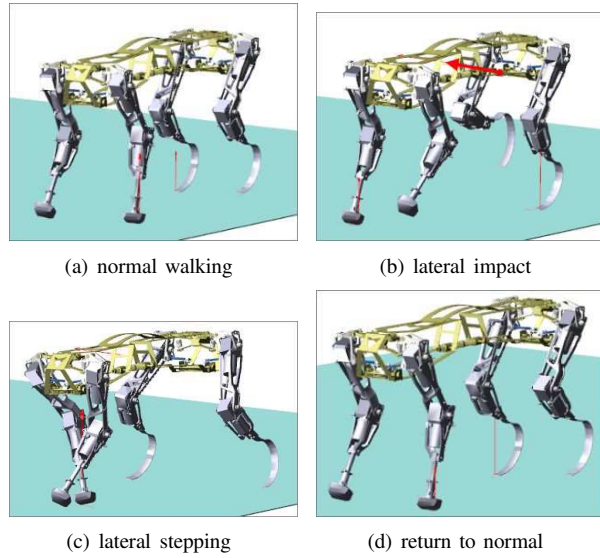 (a) normal walking
(b) lateral impact
(c) lateral stepping
(d) return to normal